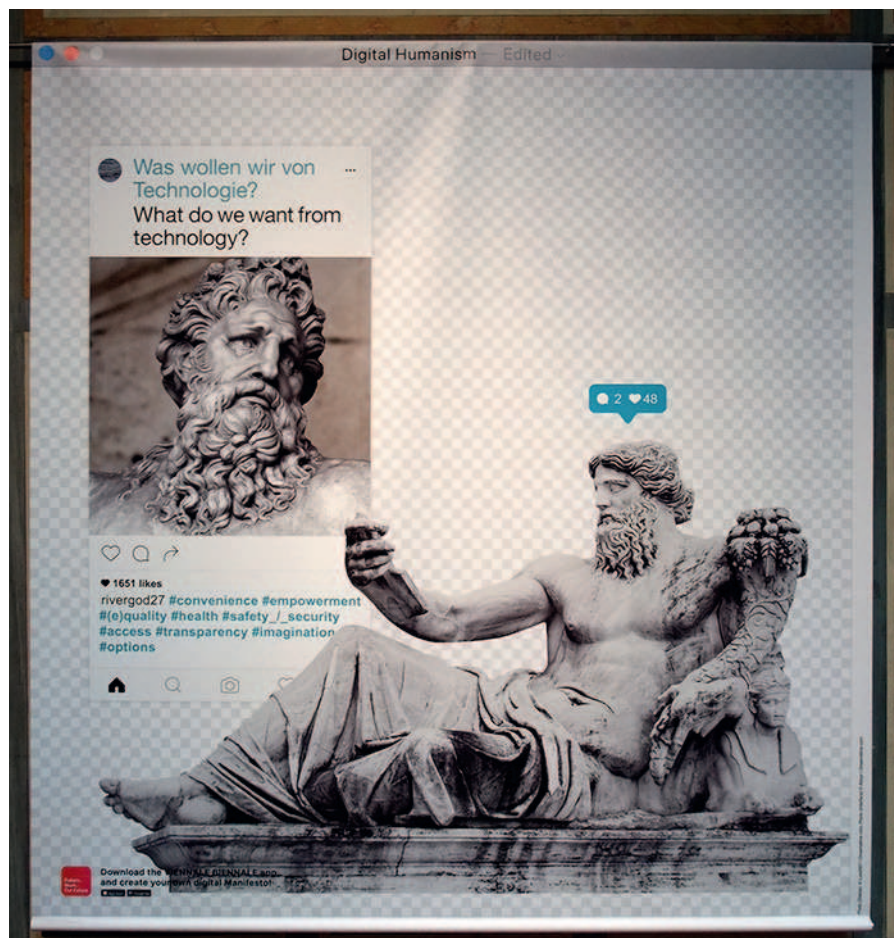 Digital Humanism — Edited
Was wollen wir von
Technologie?
What do we want from
technology?
2 48
1651 likes
rivergod27 #convenience #empowerment
#(e)quality #health #safety_/_security
#access #transparency #imagination
#options
Download the VIENNALE BIENNALE app
and create your own digital Manifesto!